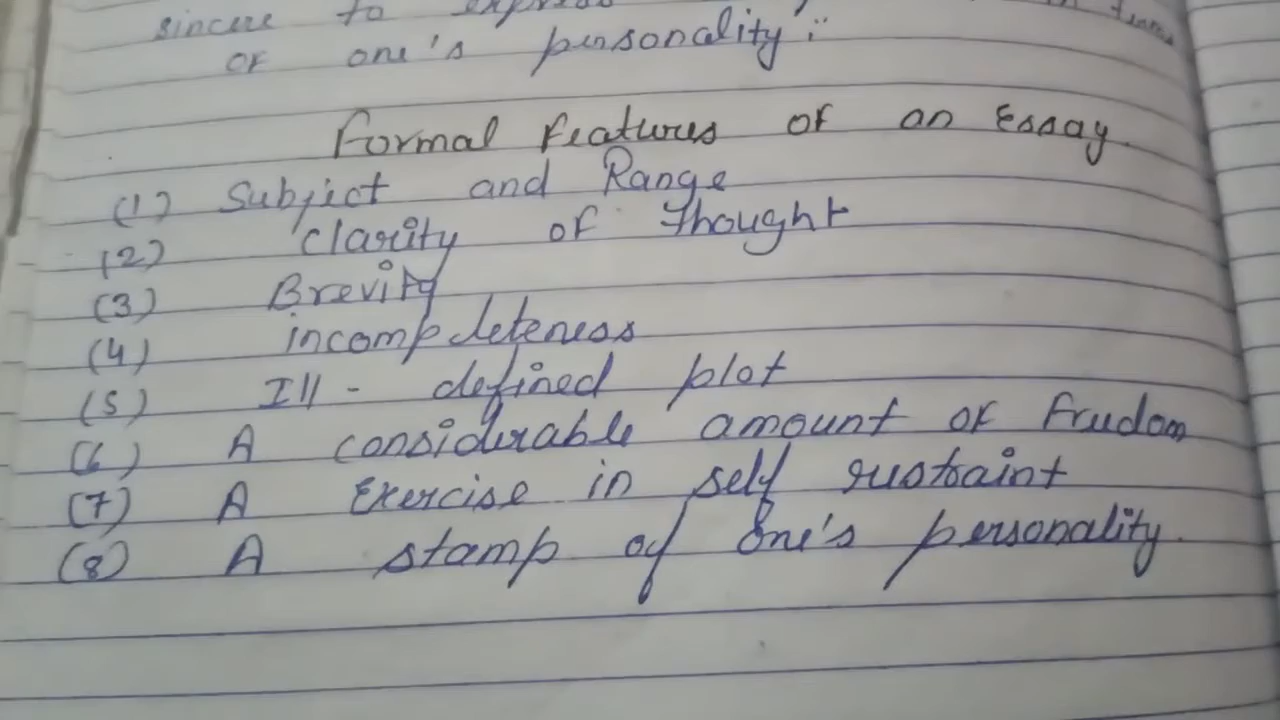 sincere to
of one's personality :-
Formal Features of an Essay.
(1) Subject and Range
(2) Clarity of Thought
(3) Brevity
(4) incompleteness
(5) Ill - defined plot
(6) A considerable amount of Freedom
(7) A Exercise in self restraint
(8) A stamp of One's personality.